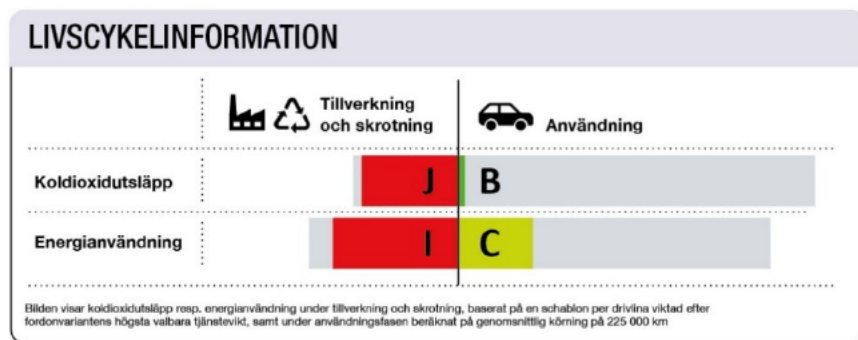 LIVSCYKELINFORMATION
Tillverkning
och skrotning
Användning
Koldioxidutsläpp
J
B
Energianvändning
I
C
Bilden visar koldioxidutsläpp resp. energianvändning under tillverkning och skrotning, baserat på en schablon per drivlina viktad efter
fordonvariantens högsta valbara tjänstevikt, samt under användningsfasen beräknat på genomsnittlig körning på 225 000 km